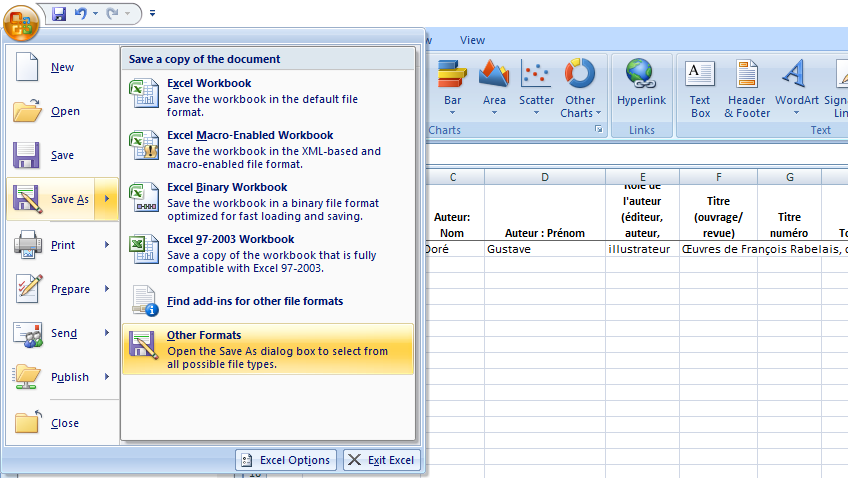 View
New
Open
Save
Save As
Print
Prepare
Send
Publish
Close
Save a copy of the document
Excel Workbook
Save the workbook in the default file
format.
Excel Macro-Enabled Workbook
Save the workbook in the XML-based and
macro-enabled file format.
Excel Binary Workbook
Save the workbook in a binary file format
optimized for fast loading and saving.
Excel 97-2003 Workbook
Save a copy of the workbook that is fully
compatible with Excel 97-2003.
Find add-ins for other file formats
Other Formats
Open the Save As dialog box to select from
all possible file types.
Excel Options
Exit Excel
Bar
Area
Scatter
Other
Charts
Charts
Hyperlink
Links
Text
Box
Header
& Footer
WordArt
Text
C D E F G
Auteur:
Nom
Auteur : Prénom
Rôle de
l'auteur
(éditeur,
auteur,
Titre
(ouvrage/
revue)
Titre
numéro
Doré Gustave illustrateur Œuvres de François Rabelais,